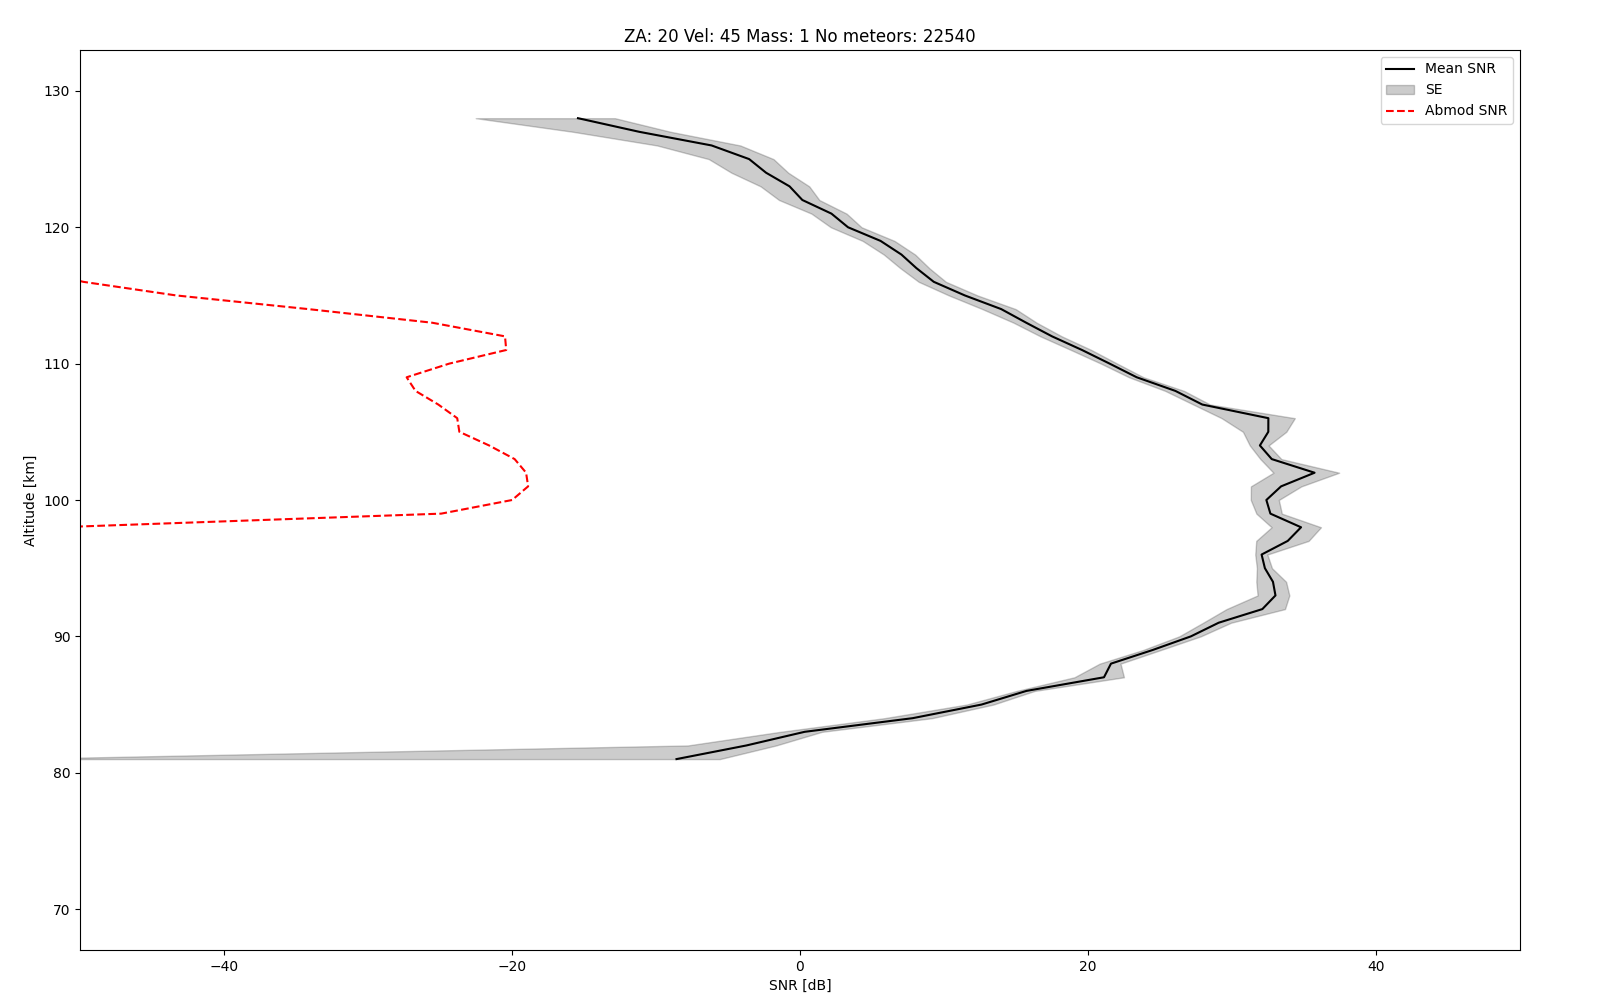 ZA: 20 Vel: 45 Mass: 1 No meteors: 22540
Mean SNR
SE
Abmod SNR
130
120
110
100
90
80
70
Altitude [km]
−40
−20
0
20
40
SNR [dB]